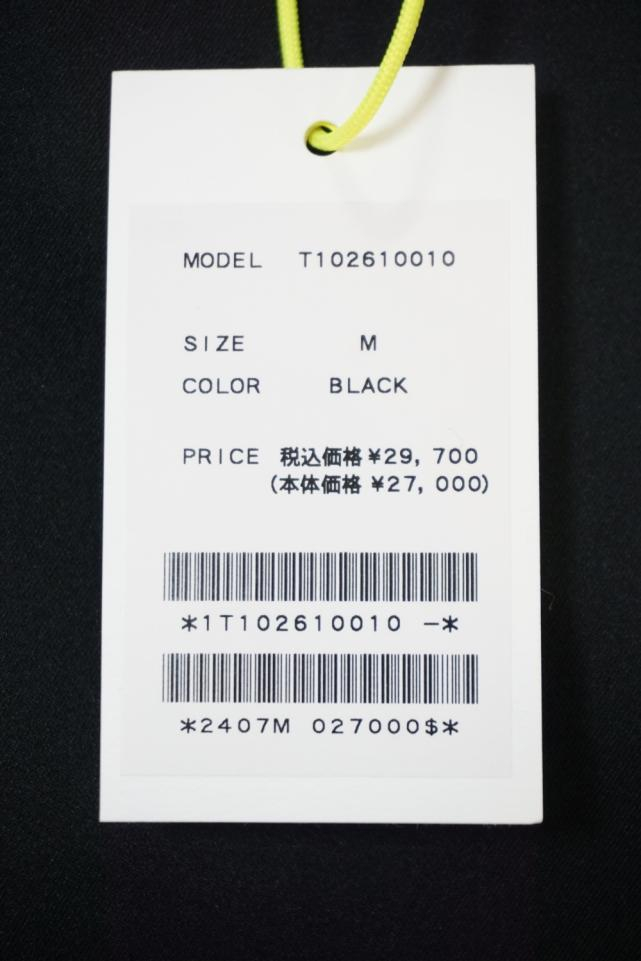 MODEL T102610010
SIZE M
COLOR BLACK
PRICE 税込価格 ¥29, 700
(本体価格 ¥27, 000)
*1T102610010 −*
*2407M 027000$*